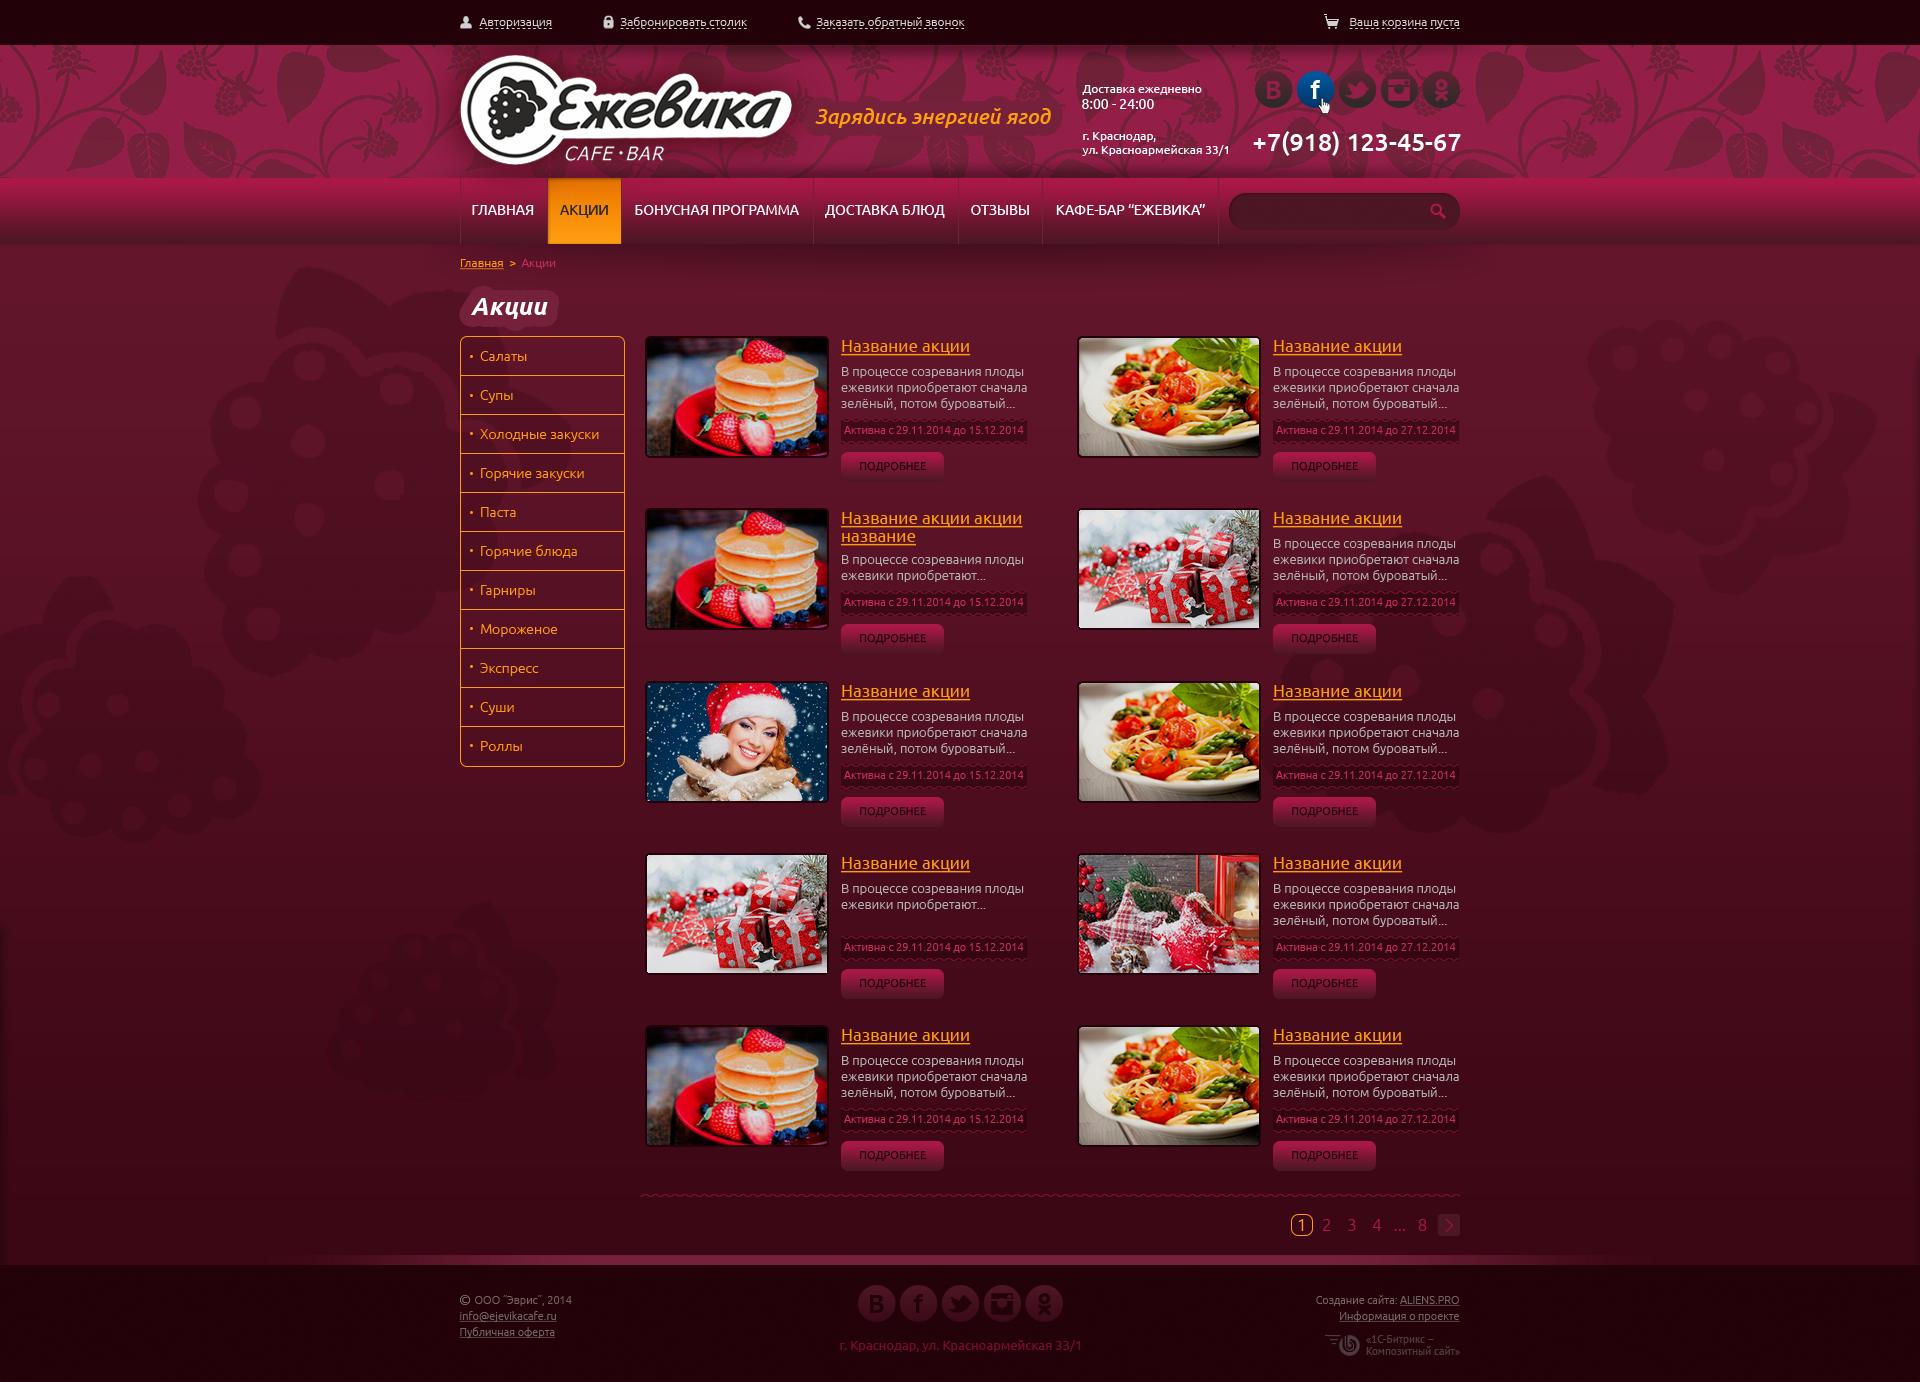 Авторизация
Забронировать столик
Заказать обратный звонок
Ваша корзина пуста
Ежевика
CAFE • BAR
Зарядись энергией ягод
Доставка ежедневно
8:00 - 24:00
г. Краснодар,
ул. Красноармейская 33/1
B f
+7(918) 123-45-67
ГЛАВНАЯ
АКЦИИ
БОНУСНАЯ ПРОГРАММА
ДОСТАВКА БЛЮД
ОТЗЫВЫ
КАФЕ-БАР “ЕЖЕВИКА”
Главная > Акции
Акции
• Салаты
• Супы
• Холодные закуски
• Горячие закуски
• Паста
• Горячие блюда
• Гарниры
• Мороженое
• Экспресс
• Суши
• Роллы
Название акции
В процессе созревания плоды
ежевики приобретают сначала
зелёный, потом буроватый...
Активна с 29.11.2014 до 15.12.2014
ПОДРОБНЕЕ
Название акции
В процессе созревания плоды
ежевики приобретают сначала
зелёный, потом буроватый...
Активна с 29.11.2014 до 27.12.2014
ПОДРОБНЕЕ
Название акции акции
название
В процессе созревания плоды
ежевики приобретают...
Активна с 29.11.2014 до 15.12.2014
ПОДРОБНЕЕ
Название акции
В процессе созревания плоды
ежевики приобретают сначала
зелёный, потом буроватый...
Активна с 29.11.2014 до 27.12.2014
ПОДРОБНЕЕ
Название акции
В процессе созревания плоды
ежевики приобретают сначала
зелёный, потом буроватый...
Активна с 29.11.2014 до 15.12.2014
ПОДРОБНЕЕ
Название акции
В процессе созревания плоды
ежевики приобретают сначала
зелёный, потом буроватый...
Активна с 29.11.2014 до 27.12.2014
ПОДРОБНЕЕ
Название акции
В процессе созревания плоды
ежевики приобретают...
Активна с 29.11.2014 до 15.12.2014
ПОДРОБНЕЕ
Название акции
В процессе созревания плоды
ежевики приобретают сначала
зелёный, потом буроватый...
Активна с 29.11.2014 до 27.12.2014
ПОДРОБНЕЕ
Название акции
В процессе созревания плоды
ежевики приобретают сначала
зелёный, потом буроватый...
Активна с 29.11.2014 до 15.12.2014
ПОДРОБНЕЕ
Название акции
В процессе созревания плоды
ежевики приобретают сначала
зелёный, потом буроватый...
Активна с 29.11.2014 до 27.12.2014
ПОДРОБНЕЕ
1 2 3 4 ... 8
© ООО “Эврис”, 2014
info@ejevikacafe.ru
Публичная оферта
B f
г. Краснодар, ул. Красноармейская 33/1
Создание сайта: ALIENS.PRO
Информация о проекте
«1С-Битрикс –
Композитный сайт»